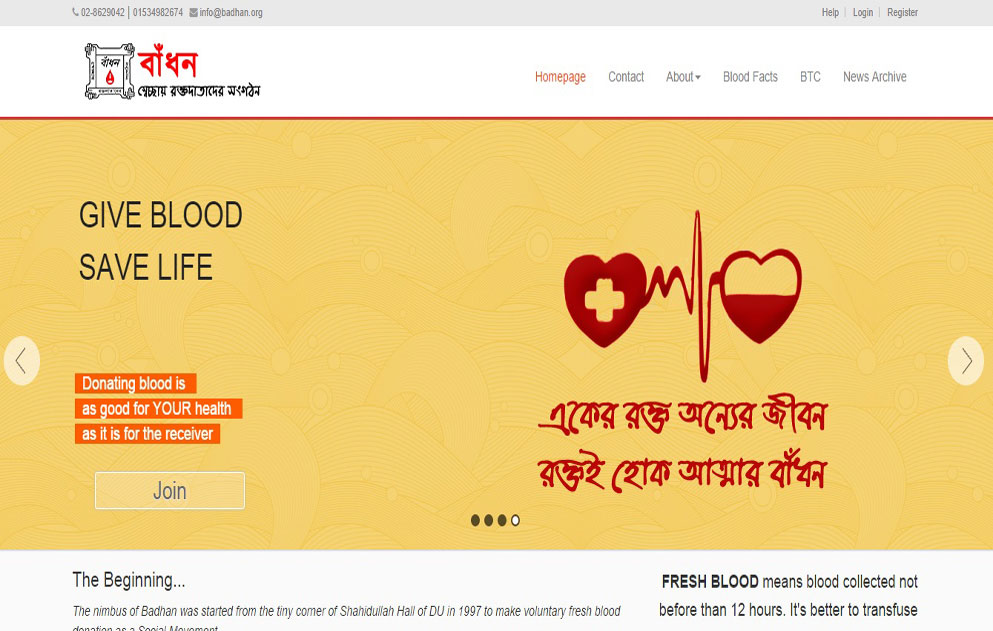 02-8629042 | 01534982674 info@badhan.org
Help | Login | Register
বাঁধন
বাঁধন
স্বেচ্ছায় রক্তদাতাদের সংগঠন
Homepage Contact About Blood Facts BTC News Archive
GIVE BLOOD
SAVE LIFE
Donating blood is
as good for YOUR health
as it is for the receiver
Join
একের রক্ত অন্যের জীবন
রক্তই হোক আত্মার বাঁধন
The Beginning...
The nimbus of Badhan was started from the tiny corner of Shahidullah Hall of DU in 1997 to make voluntary fresh blood
donation as a Social Movement
FRESH BLOOD means blood collected not
before than 12 hours. It's better to transfuse